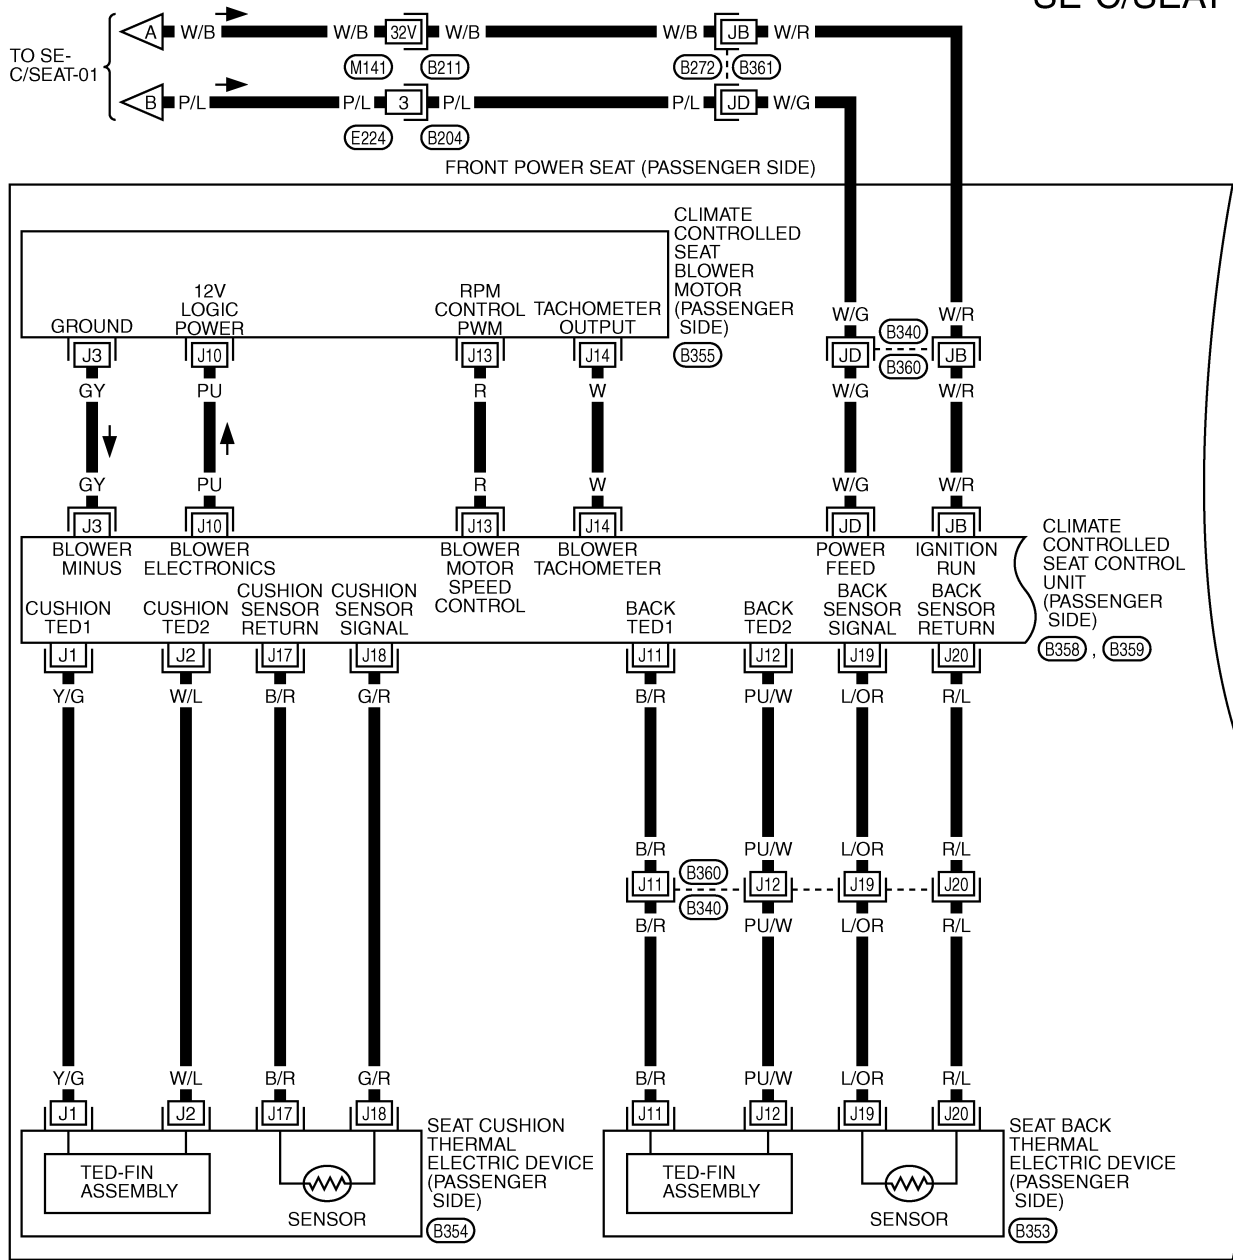 SE-C/SEAT
TO SE-
C/SEAT-01
A W/B W/B 32V W/B W/B JB W/R
M141 B211 B272 B361
B P/L P/L 3 P/L P/L JD W/G
E224 B204
FRONT POWER SEAT (PASSENGER SIDE)
CLIMATE
CONTROLLED
SEAT
BLOWER
MOTOR
(PASSENGER
SIDE)
B355
GROUND
12V
LOGIC
POWER
RPM
CONTROL
PWM
TACHOMETER
OUTPUT
W/G W/R
B340
J3 J10 J13 J14 JD JB
B360
GY PU R W W/G W/R
GY PU R W W/G W/R
J3 J10 J13 J14 JD JB
BLOWER
MINUS
BLOWER
ELECTRONICS
BLOWER
MOTOR
SPEED
CONTROL
BLOWER
TACHOMETER
POWER
FEED
IGNITION
RUN
CLIMATE
CONTROLLED
SEAT CONTROL
UNIT
(PASSENGER
SIDE)
B358 , B359
CUSHION
TED1
CUSHION
TED2
CUSHION
SENSOR
RETURN
CUSHION
SENSOR
SIGNAL
BACK
TED1
BACK
TED2
BACK
SENSOR
SIGNAL
BACK
SENSOR
RETURN
J1 J2 J17 J18 J11 J12 J19 J20
Y/G W/L B/R G/R B/R PU/W L/OR R/L
B/R PU/W L/OR R/L
B360
J11 J12 J19 J20
B340
B/R PU/W L/OR R/L
Y/G W/L B/R G/R B/R PU/W L/OR R/L
J1 J2 J17 J18 J11 J12 J19 J20
TED-FIN
ASSEMBLY
SENSOR
SEAT CUSHION
THERMAL
ELECTRIC DEVICE
(PASSENGER
SIDE)
B354
TED-FIN
ASSEMBLY
SENSOR
SEAT BACK
THERMAL
ELECTRIC DEVICE
(PASSENGER
SIDE)
B353